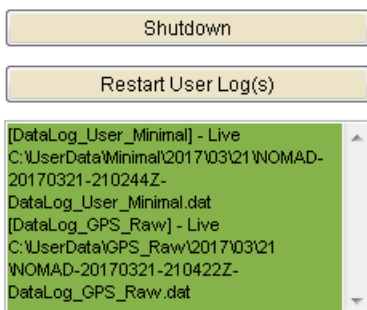 Shutdown
Restart User Log(s)
[DataLog_User_Minimal] - Live
C:\UserData\Minimal\2017\03\21\NOMAD-
20170321-210244Z-
DataLog_User_Minimal.dat
[DataLog_GPS_Raw] - Live
C:\UserData\GPS_Raw\2017\03\21
\NOMAD-20170321-210422Z-
DataLog_GPS_Raw.dat